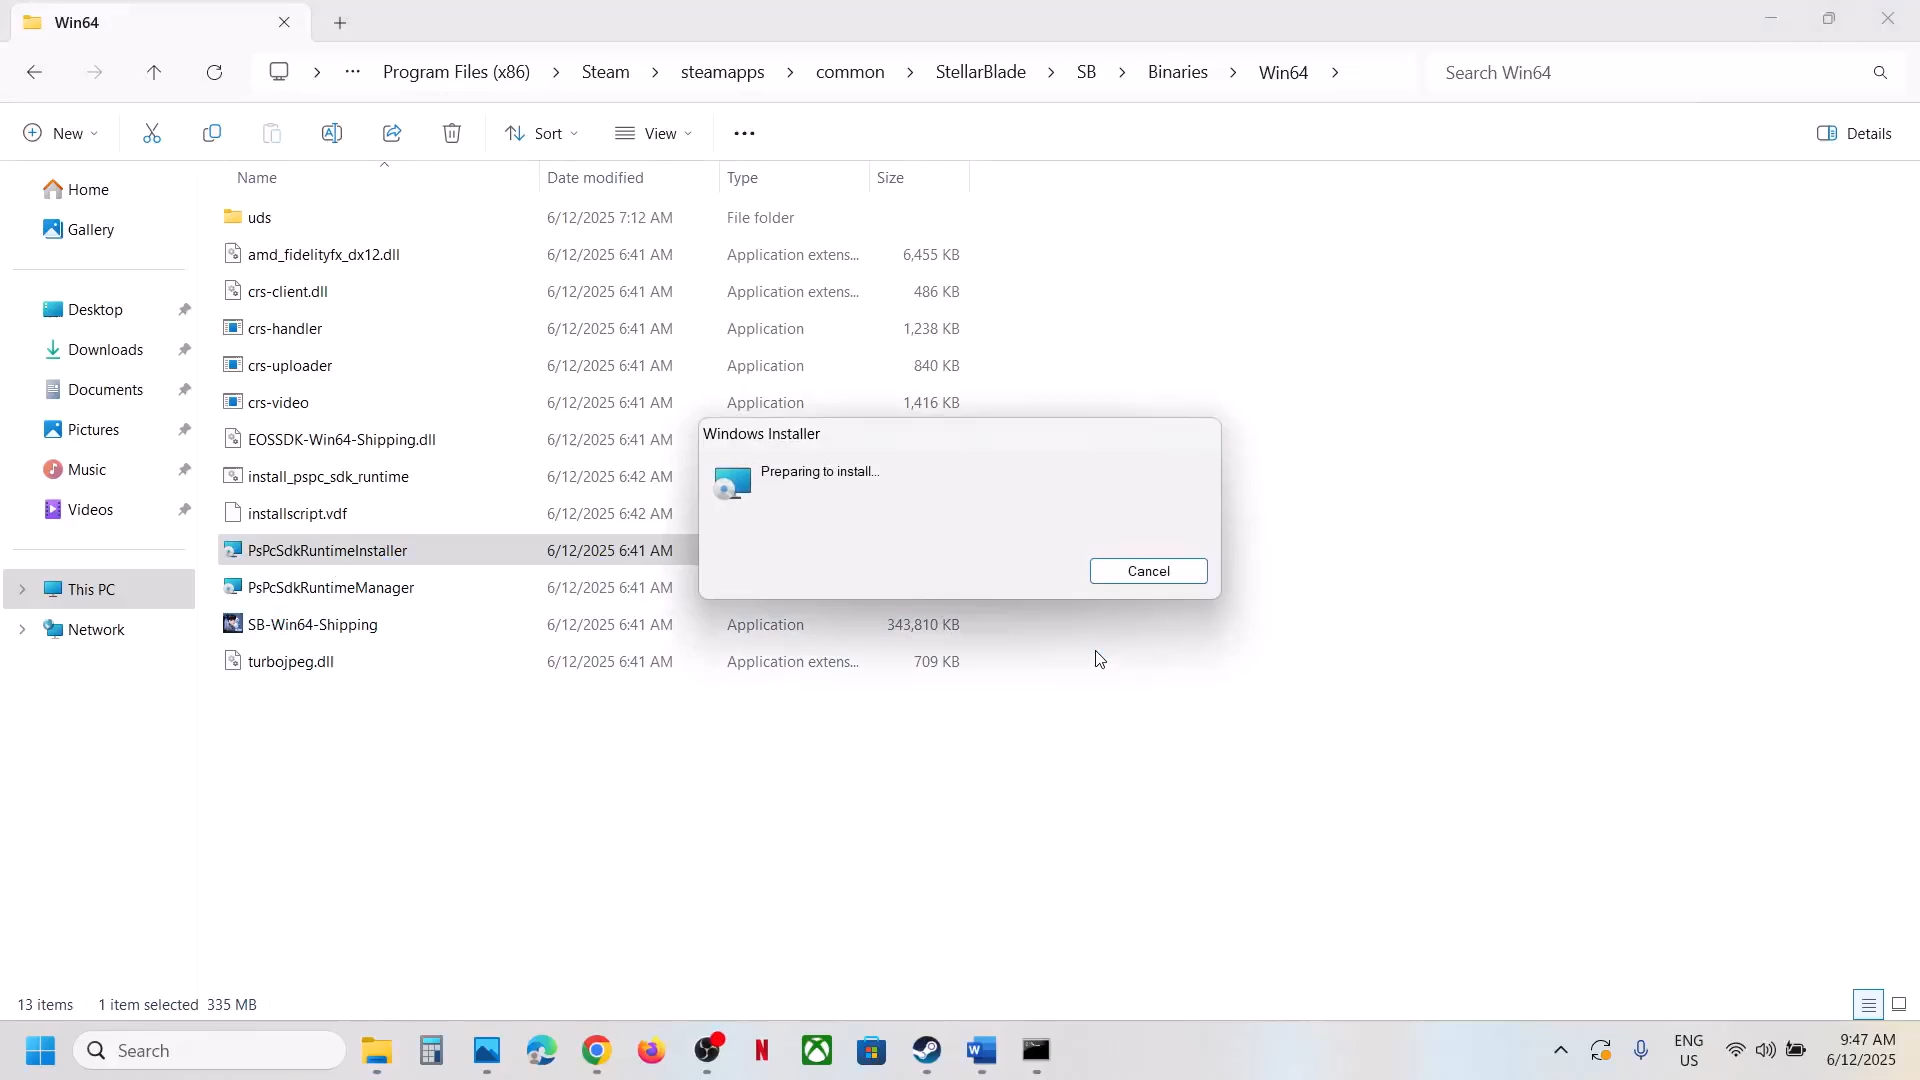 Win64
Program Files (x86)
Steam
steamapps
common
StellarBlade
SB
Binaries
Win64
Search Win64
New
Sort
View
Details
Name
Date modified
Type
Size
Home
Gallery
Desktop
Downloads
Documents
Pictures
Music
Videos
This PC
Network
uds 6/12/2025 7:12 AM File folder
amd_fidelityfx_dx12.dll 6/12/2025 6:41 AM Application extens... 6,455 KB
crs-client.dll 6/12/2025 6:41 AM Application extens... 486 KB
crs-handler 6/12/2025 6:41 AM Application 1,238 KB
crs-uploader 6/12/2025 6:41 AM Application 840 KB
crs-video 6/12/2025 6:41 AM Application 1,416 KB
EOSSDK-Win64-Shipping.dll 6/12/2025 6:41 AM
install_pspc_sdk_runtime 6/12/2025 6:42 AM
installscript.vdf 6/12/2025 6:42 AM
PsPcSdkRuntimeInstaller 6/12/2025 6:41 AM
PsPcSdkRuntimeManager 6/12/2025 6:41 AM
SB-Win64-Shipping 6/12/2025 6:41 AM Application 343,810 KB
turbojpeg.dll 6/12/2025 6:41 AM Application extens... 709 KB
Windows Installer
Preparing to install...
Cancel
13 items 1 item selected 335 MB
Search
ENG
US
9:47 AM
6/12/2025